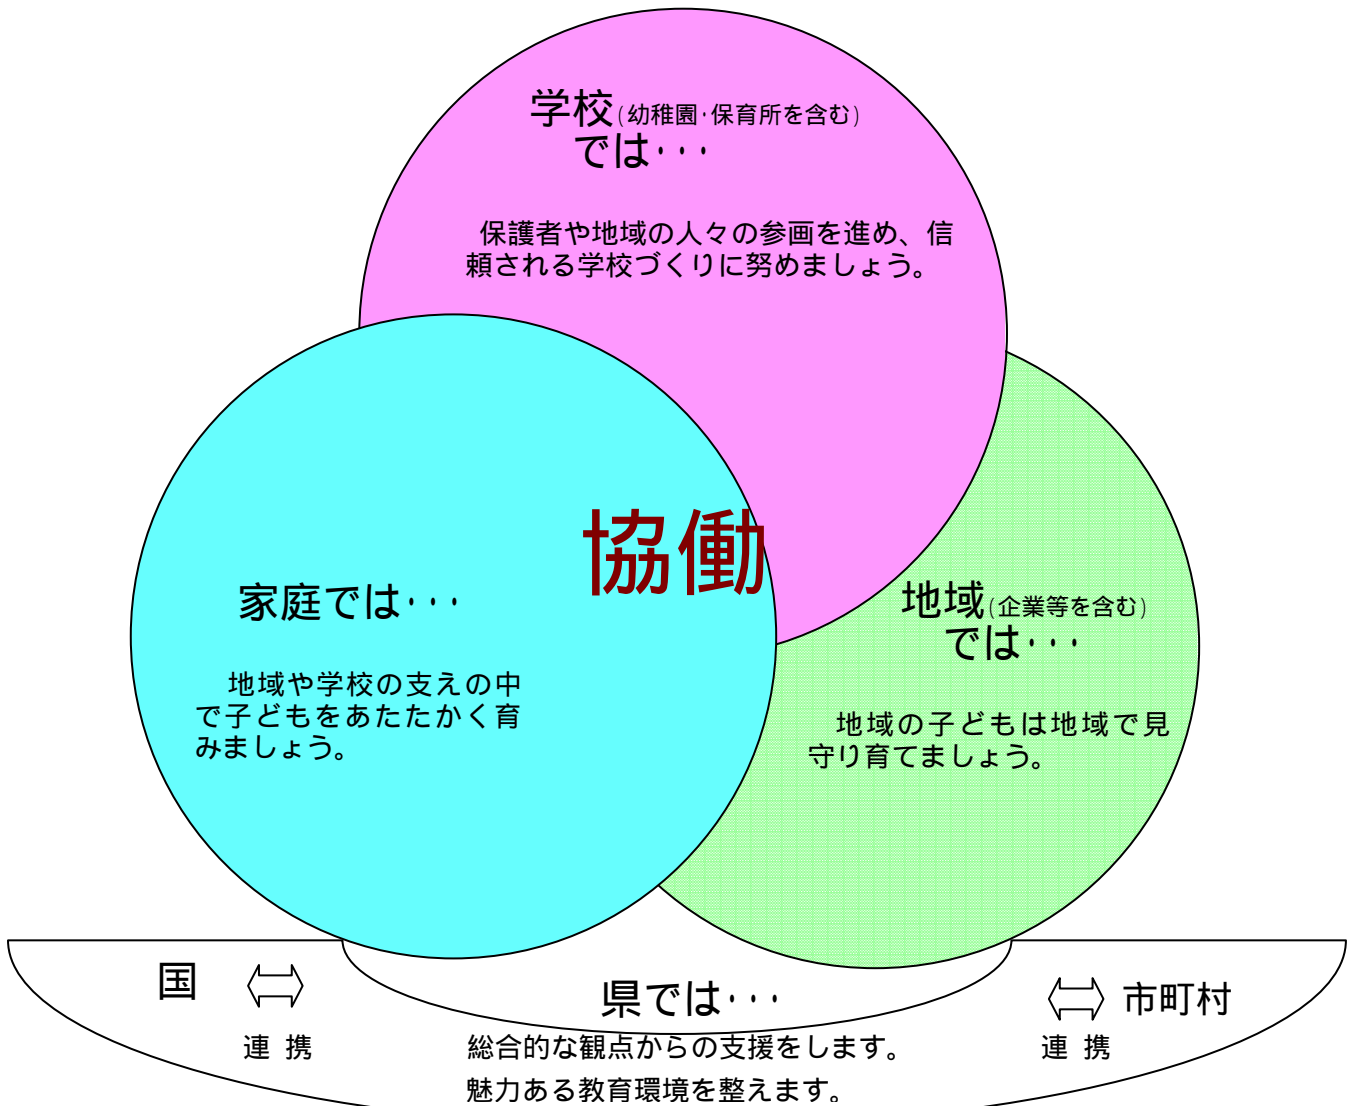 学校(幼稚園・保育所を含む)
では・・・
保護者や地域の人々の参画を進め、信
頼される学校づくりに努めましょう。
協働
家庭では・・・
地域や学校の支えの中
で子どもをあたたかく育
みましょう。
地域(企業等を含む)
では・・・
地域の子どもは地域で見
守り育てましょう。
国
連 携
県では・・・
総合的な観点からの支援をします。
魅力ある教育環境を整えます。
市町村
連 携